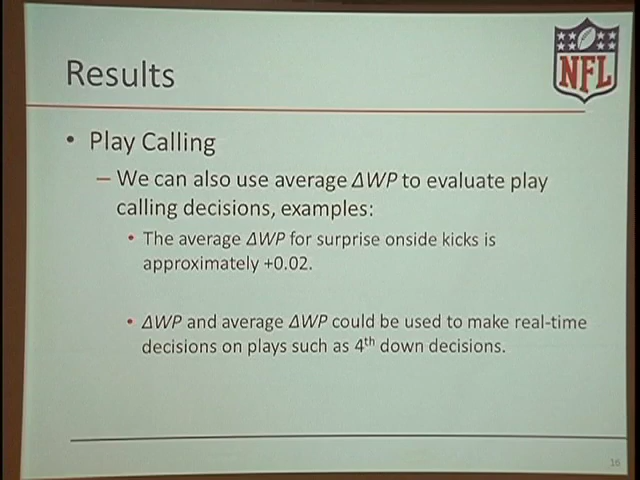 NFL
Results
• Play Calling
– We can also use average ΔWP to evaluate play
calling decisions, examples:
• The average ΔWP for surprise onside kicks is
approximately +0.02.
• ΔWP and average ΔWP could be used to make real-time
decisions on plays such as 4th down decisions.
16